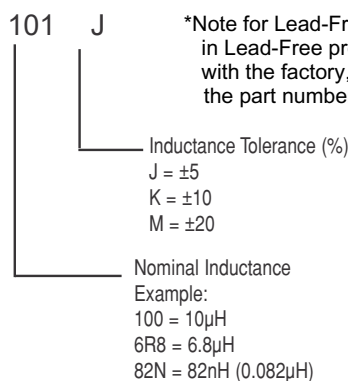 101 J
*Note for Lead-Fr
in Lead-Free pr
with the factory,
the part numbe
Inductance Tolerance (%)
J = ±5
K = ±10
M = ±20
Nominal Inductance
Example:
100 = 10µH
6R8 = 6.8µH
82N = 82nH (0.082µH)